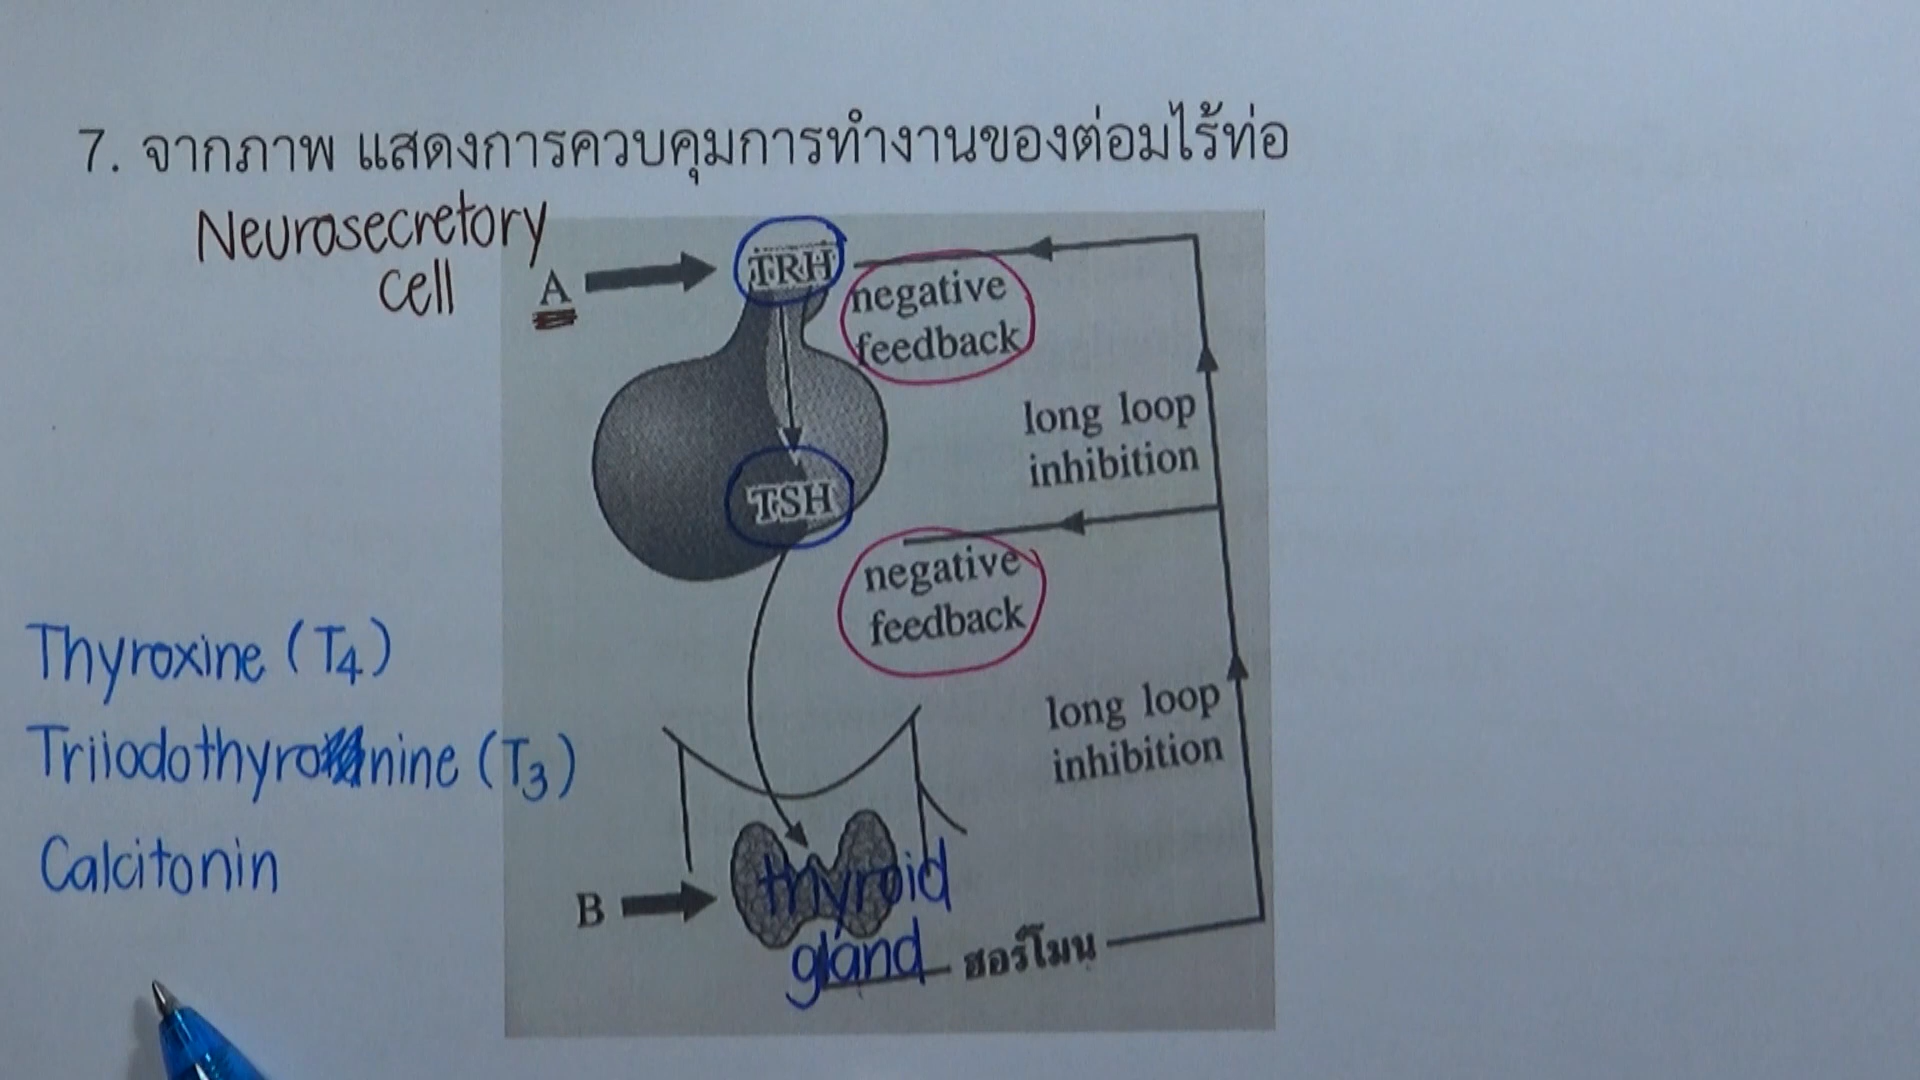 7. จากภาพ แสดงการควบคุมการทำงานของต่อมไร้ท่อ
Neurosecretory
cell
A
TRH
negative
feedback
long loop
inhibition
TSH
negative
feedback
Thyroxine (T4)
long loop
inhibition
Triiodothyronine (T3)
Calcitonin
B
thyroid
gland
ฮอร์โมน